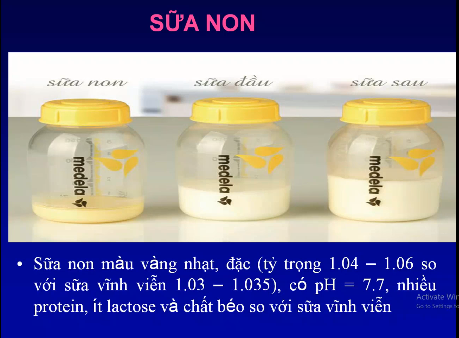 SỮA NON
sữa non sữa đầu sữa sau
medela medela medela
• Sữa non màu vàng nhạt, đặc (tỷ trọng 1.04 – 1.06 so
với sữa vĩnh viễn 1.03 – 1.035), có pH = 7.7, nhiều
protein, ít lactose và chất béo so với sữa vĩnh viễn
Activate Win
Go to Settings to